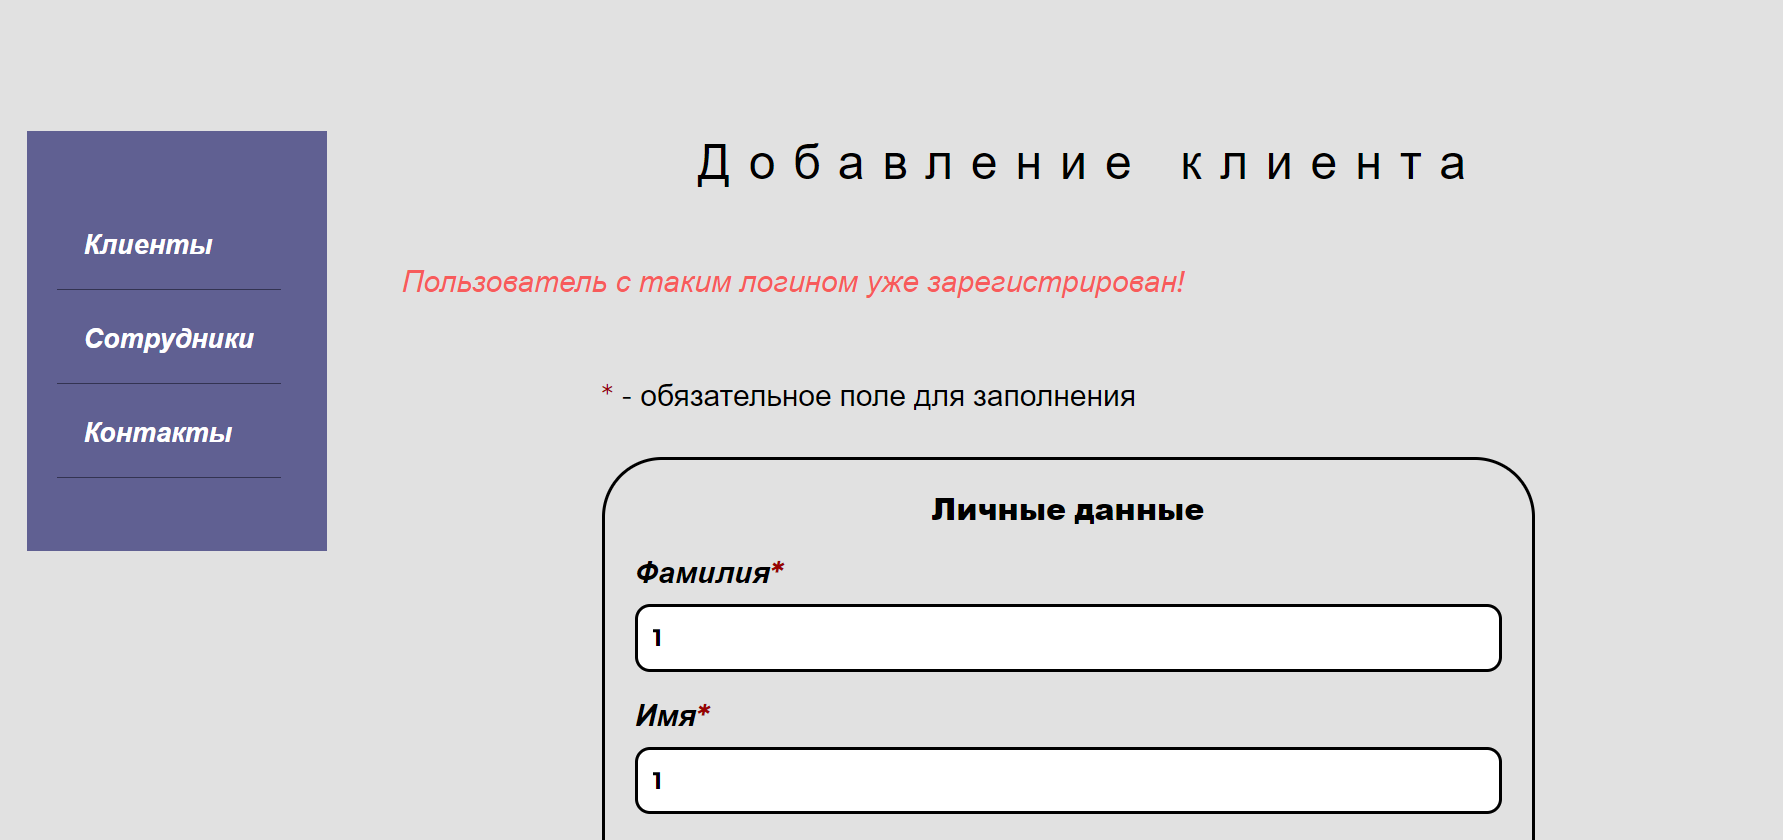 Добавление клиента
Клиенты
Сотрудники
Контакты
Пользователь с таким логином уже зарегистрирован!
* - обязательное поле для заполнения
Личные данные
Фамилия*
1
Имя*
1